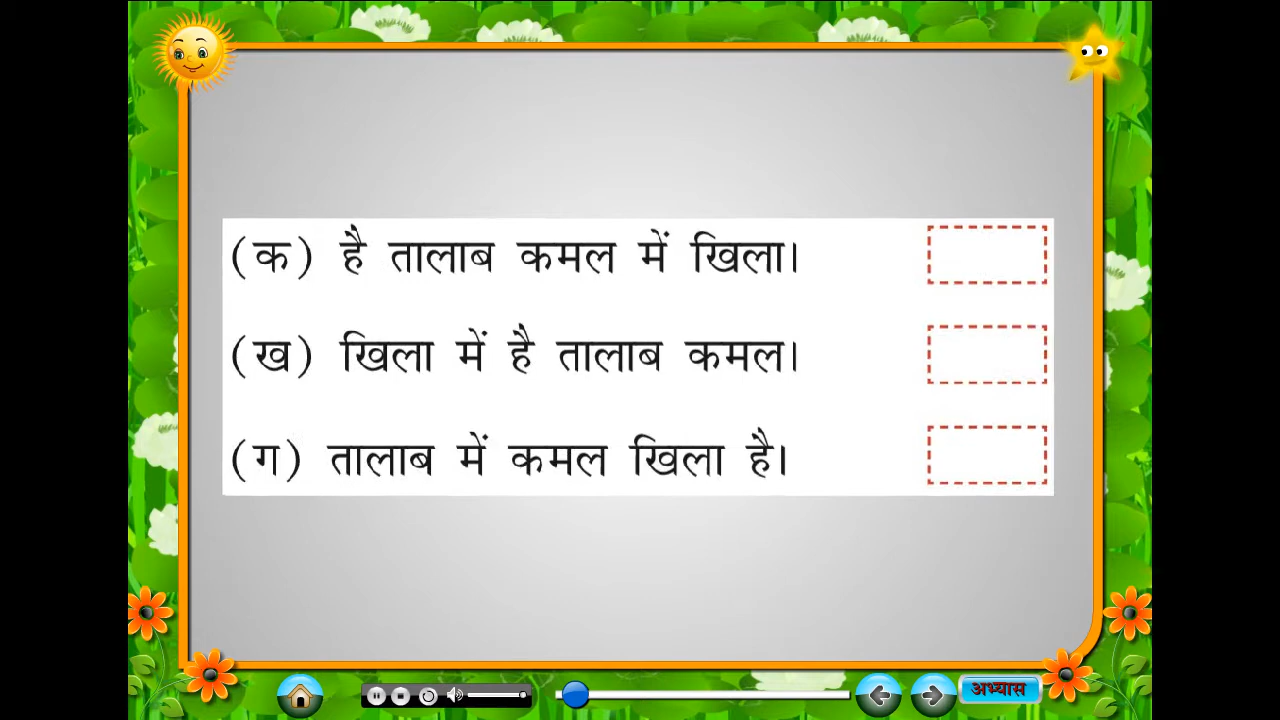 (क) है तालाब कमल में खिला।
(ख) खिला में है तालाब कमल।
(ग) तालाब में कमल खिला है।
अभ्यास